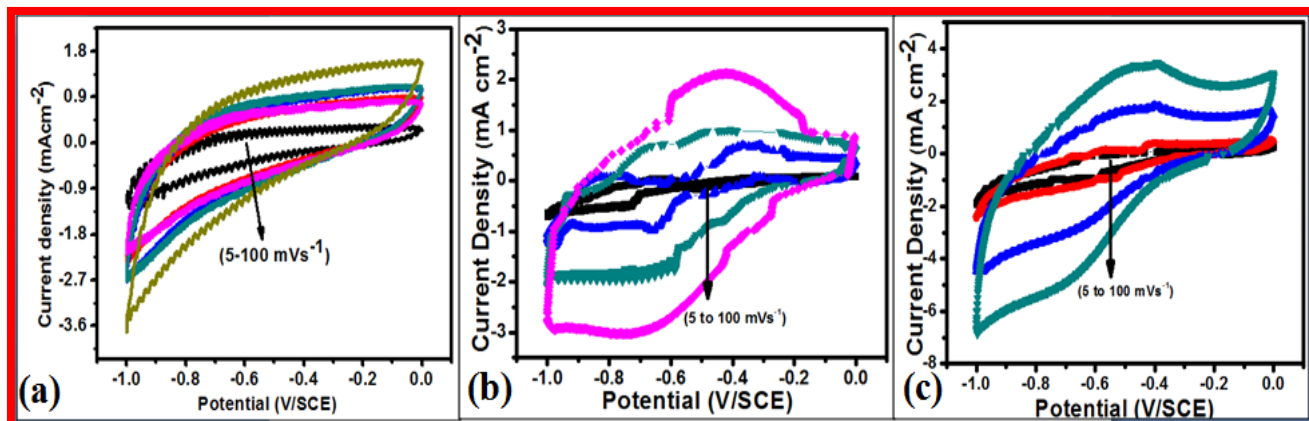 1.8
0.9
0.0
-0.9
-1.8
-2.7
-3.6
Current density (mAcm-2)
(5-100 mVs-1)
-1.0 -0.8 -0.6 -0.4 -0.2 0.0
Potential (V/SCE)
(a)
3
2
1
0
-1
-2
-3
Current Density (mA cm-2)
(5 to 100 mVs-1)
-1.0 -0.8 -0.6 -0.4 -0.2 0.0
Potential (V/SCE)
(b)
4
2
0
-2
-4
-6
-8
Current Density (mA cm-2)
(5 to 100 mVs-1)
-1.0 -0.8 -0.6 -0.4 -0.2 0.0
Potential (V/SCE)
(c)